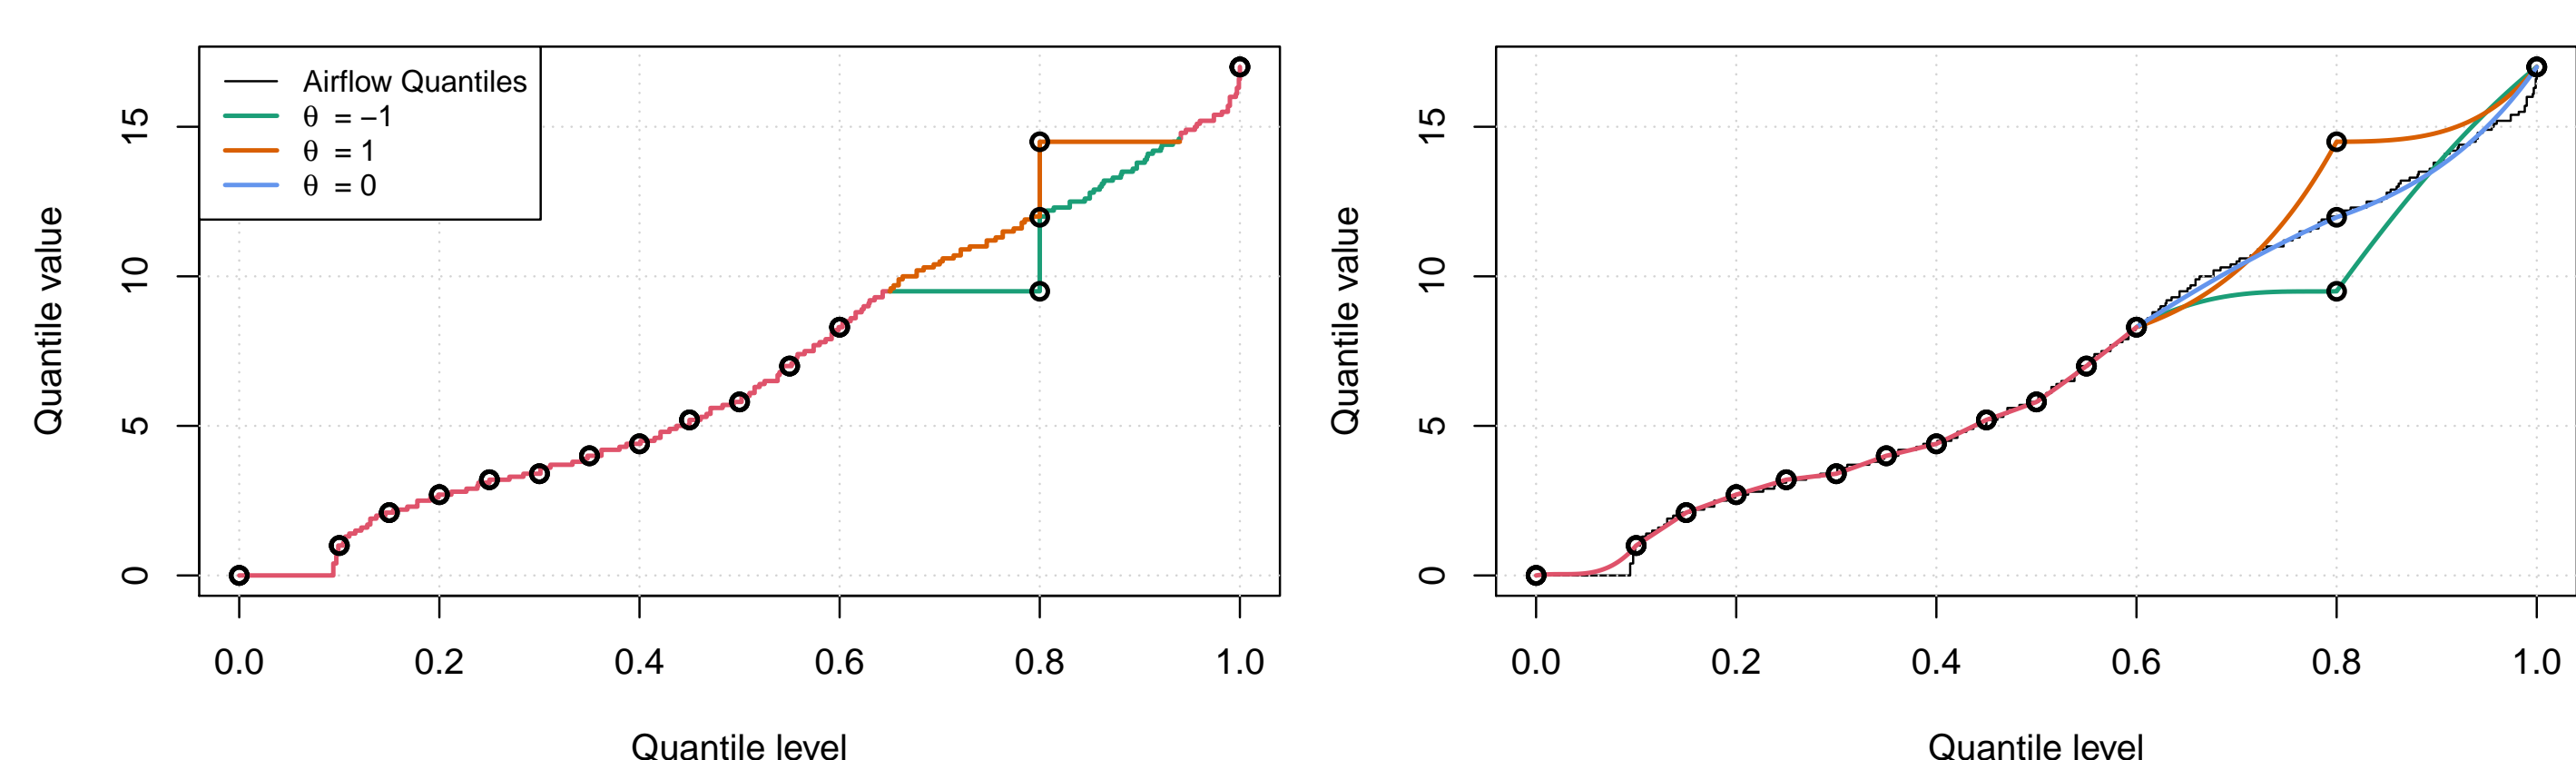 Airflow Quantiles
θ = −1
θ = 1
θ = 0
Quantile value
0
5
10
15
0.0 0.2 0.4 0.6 0.8 1.0
Quantile level
Quantile value
0
5
10
15
0.0 0.2 0.4 0.6 0.8 1.0
Quantile level